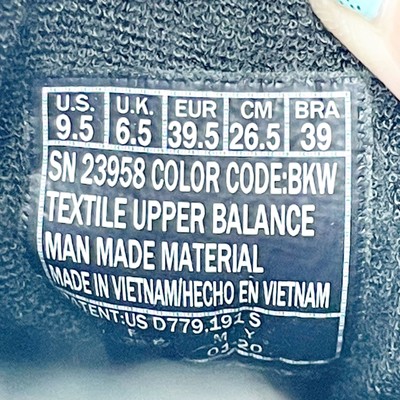 U.S. U.K. EUR CM BRA
9.5 6.5 39.5 26.5 39
SN 23958 COLOR CODE:BKW
TEXTILE UPPER BALANCE
MAN MADE MATERIAL
MADE IN VIETNAM/HECHO EN VIETNAM
PATENT:US D779,191 S
M Y
20